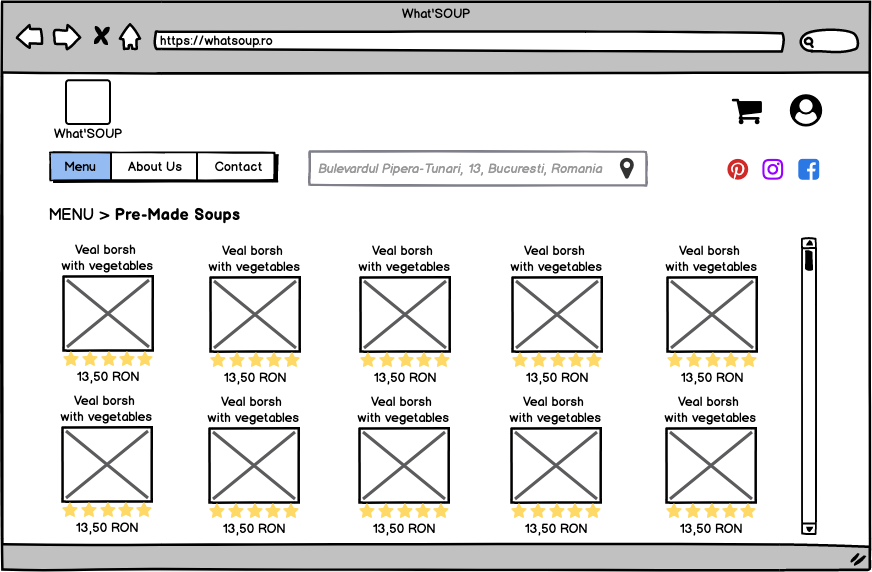 What'SOUP
https://whatsoup.ro
What'SOUP
Menu
About Us
Contact
Bulevardul Pipera-Tunari, 13, Bucuresti, Romania
MENU > Pre-Made Soups
Veal borsh
with vegetables
13,50 RON
Veal borsh
with vegetables
13,50 RON
Veal borsh
with vegetables
13,50 RON
Veal borsh
with vegetables
13,50 RON
Veal borsh
with vegetables
13,50 RON
Veal borsh
with vegetables
13,50 RON
Veal borsh
with vegetables
13,50 RON
Veal borsh
with vegetables
13,50 RON
Veal borsh
with vegetables
13,50 RON
Veal borsh
with vegetables
13,50 RON